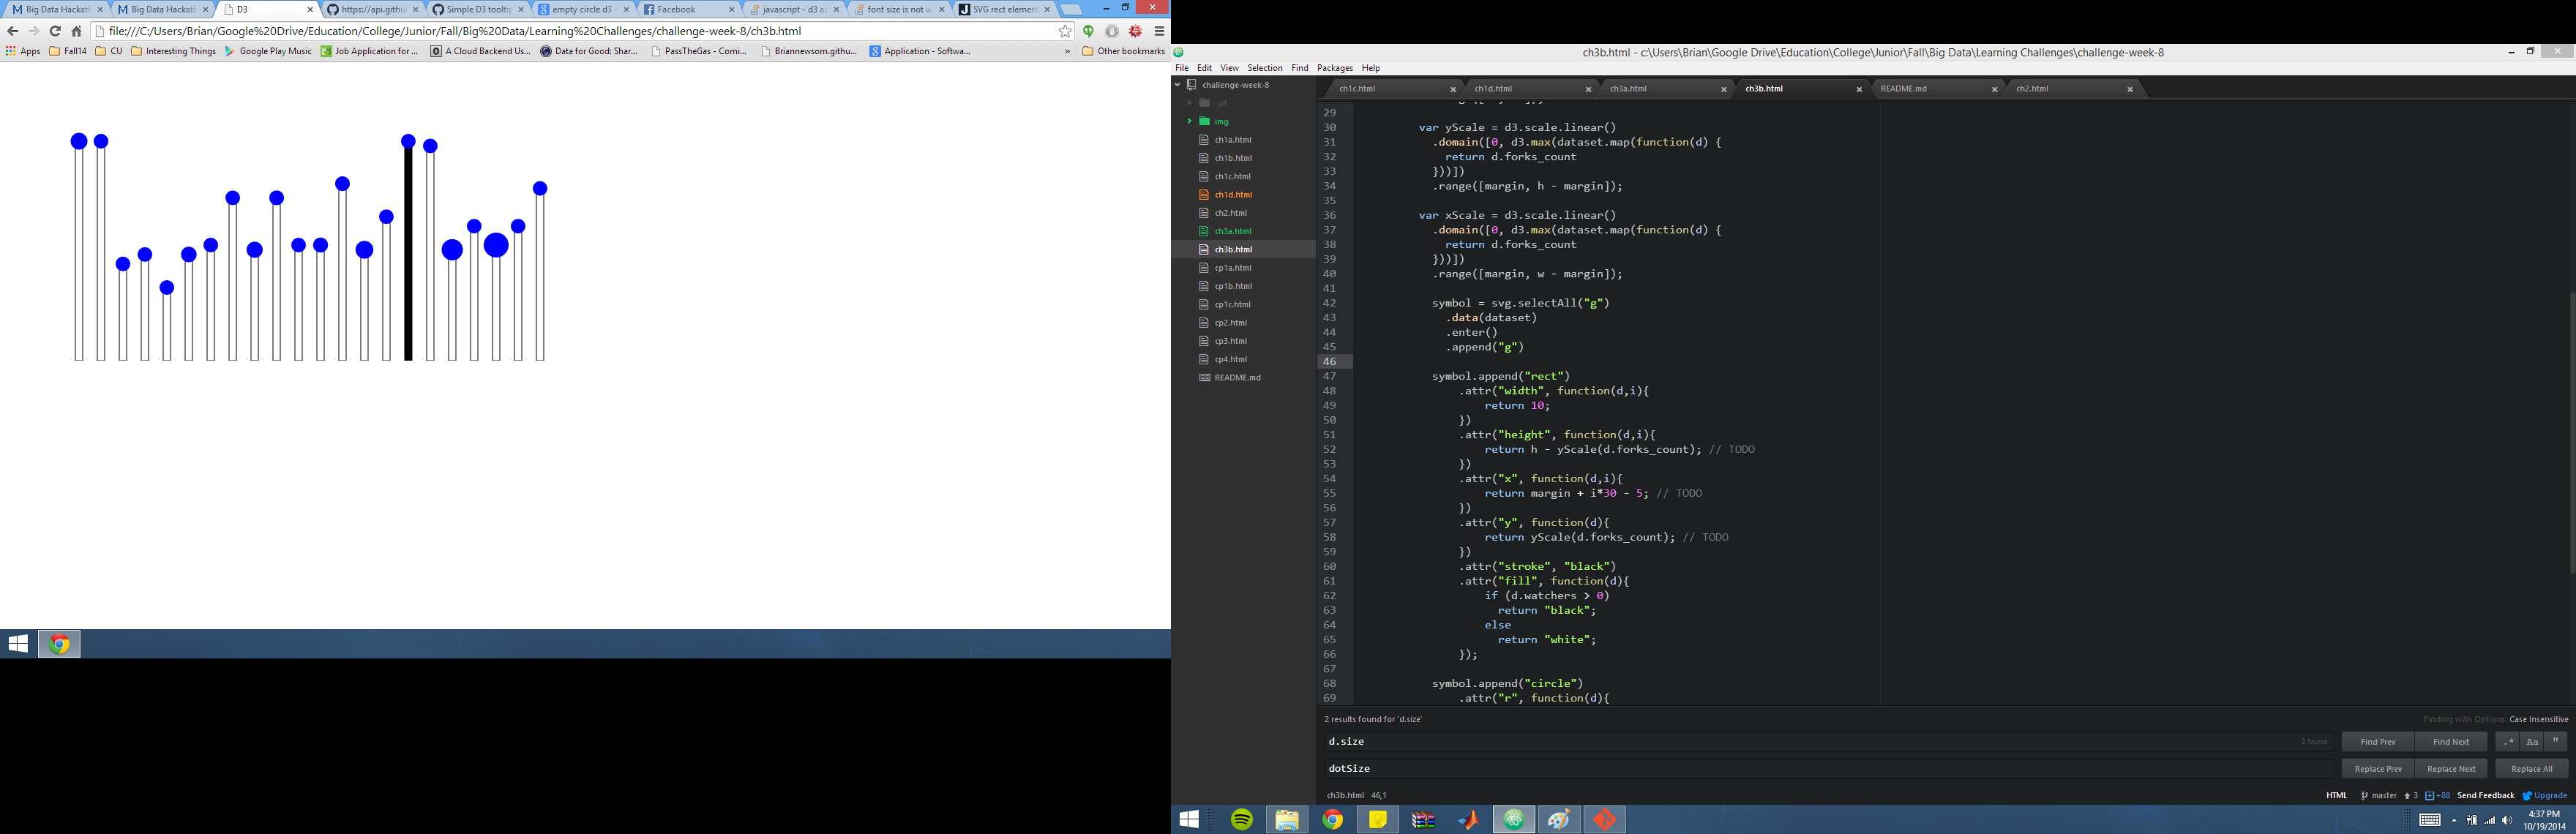 Big Data Hackath
Big Data Hackath
D3
https://api.githu
Simple D3 tooltip
empty circle d3 -
Facebook
javascript - d3 ac
font size is not w
SVG rect element
file:///C:/Users/Brian/Google%20Drive/Education/College/Junior/Fall/Big%20Data/Learning%20Challenges/challenge-week-8/ch3b.html
Apps Fall14 CU Interesting Things Google Play Music Job Application for ... A Cloud Backend Us... Data for Good: Shar... PassTheGas - Comi... Briannewsom.githu... Application - Softwa... » Other bookmarks
ch3b.html - c:\Users\Brian\Google Drive\Education\College\Junior\Fall\Big Data\Learning Challenges\challenge-week-8
File Edit View Selection Find Packages Help
challenge-week-8
.git
img
ch1a.html
ch1b.html
ch1c.html
ch1d.html
ch2.html
ch3a.html
ch3b.html
cp1a.html
cp1b.html
cp1c.html
cp2.html
cp3.html
cp4.html
README.md
ch1c.html ch1d.html ch3a.html ch3b.html README.md ch2.html
29
30 var yScale = d3.scale.linear()
31 .domain([0, d3.max(dataset.map(function(d) {
32 return d.forks_count
33 }))])
34 .range([margin, h - margin]);
35
36 var xScale = d3.scale.linear()
37 .domain([0, d3.max(dataset.map(function(d) {
38 return d.forks_count
39 }))])
40 .range([margin, w - margin]);
41
42 symbol = svg.selectAll("g")
43 .data(dataset)
44 .enter()
45 .append("g")
46
47 symbol.append("rect")
48 .attr("width", function(d,i){
49 return 10;
50 })
51 .attr("height", function(d,i){
52 return h - yScale(d.forks_count); // TODO
53 })
54 .attr("x", function(d,i){
55 return margin + i*30 - 5; // TODO
56 })
57 .attr("y", function(d){
58 return yScale(d.forks_count); // TODO
59 })
60 .attr("stroke", "black")
61 .attr("fill", function(d){
62 if (d.watchers > 0)
63 return "black";
64 else
65 return "white";
66 });
67
68 symbol.append("circle")
69 .attr("r", function(d){
2 results found for 'd.size'
Finding with Options: Case Insensitive
d.size 2 found Find Prev Find Next .* Aa "
dotSize Replace Prev Replace Next Replace All
ch3b.html 46,1 HTML master 3 +88 Send Feedback Upgrade
4:37 PM
10/19/2014